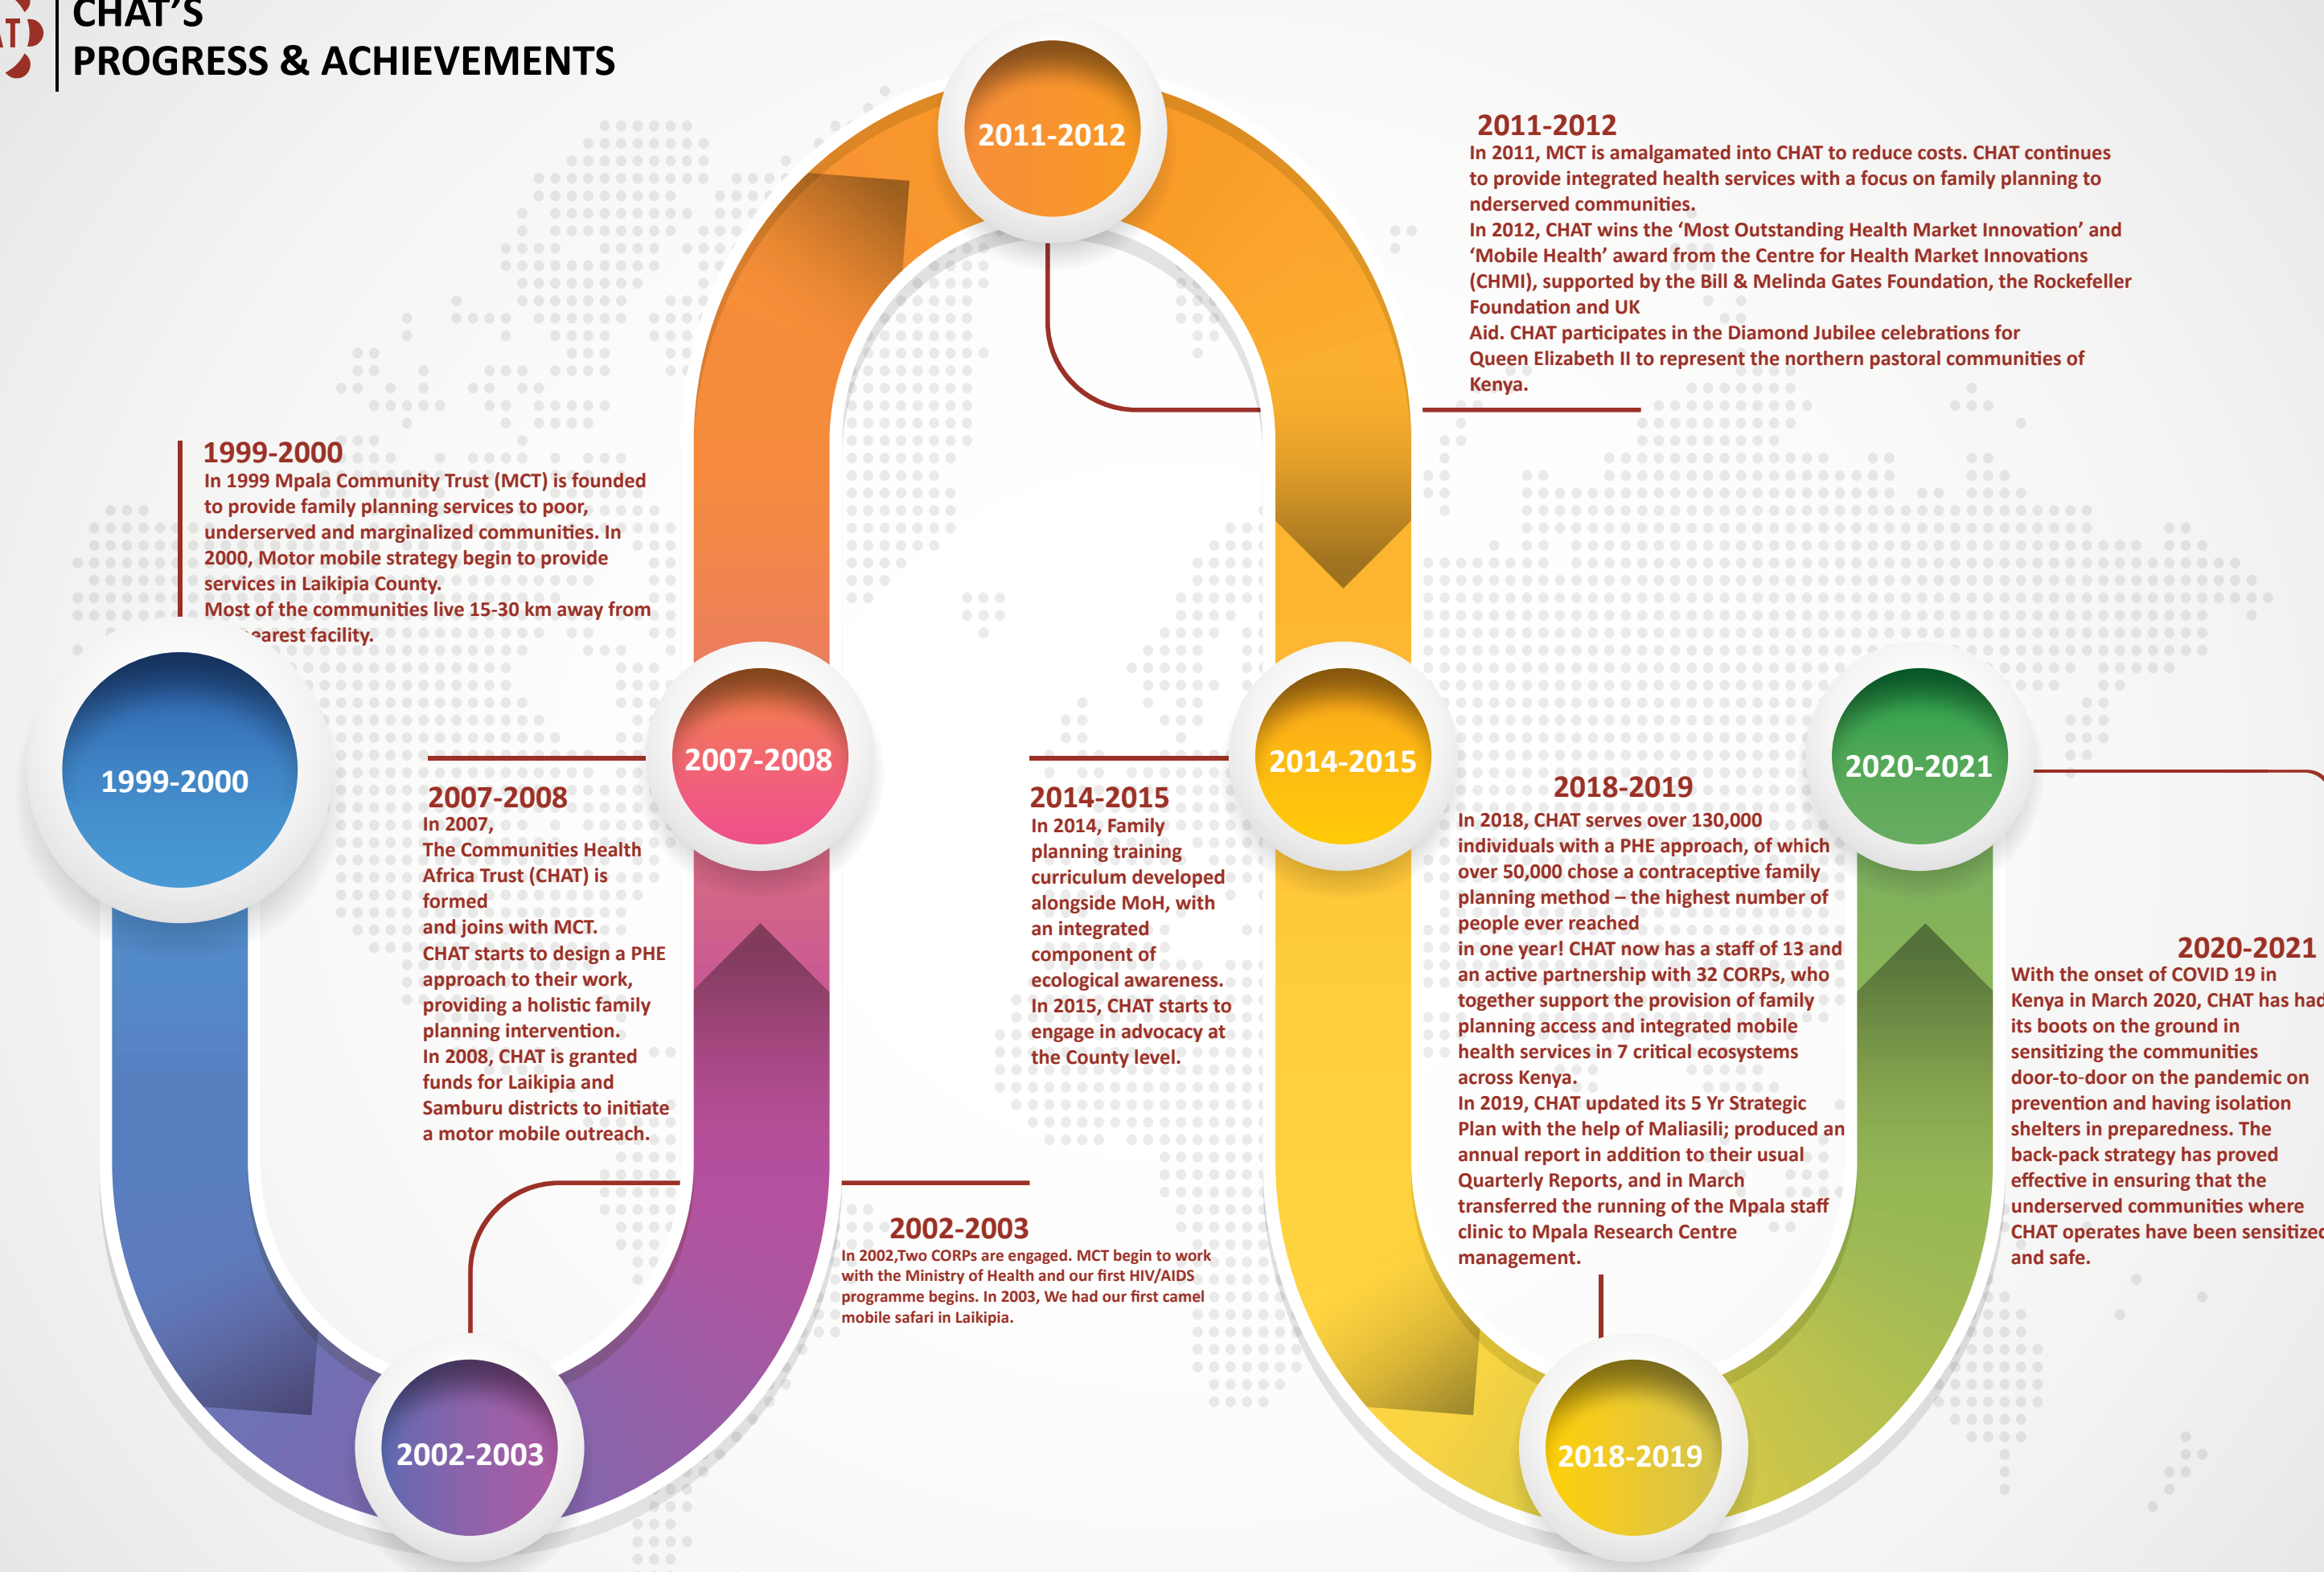 CHAT'S
PROGRESS & ACHIEVEMENTS
2011-2012
2011-2012
In 2011, MCT is amalgamated into CHAT to reduce costs. CHAT continues
to provide integrated health services with a focus on family planning to
nderserved communities.
In 2012, CHAT wins the ‘Most Outstanding Health Market Innovation’ and
‘Mobile Health’ award from the Centre for Health Market Innovations
(CHMI), supported by the Bill & Melinda Gates Foundation, the Rockefeller
Foundation and UK
Aid. CHAT participates in the Diamond Jubilee celebrations for
Queen Elizabeth II to represent the northern pastoral communities of
Kenya.
1999-2000
In 1999 Mpala Community Trust (MCT) is founded
to provide family planning services to poor,
underserved and marginalized communities. In
2000, Motor mobile strategy begin to provide
services in Laikipia County.
Most of the communities live 15-30 km away from
earest facility.
1999-2000
2007-2008
2007-2008
In 2007,
The Communities Health
Africa Trust (CHAT) is
formed
and joins with MCT.
CHAT starts to design a PHE
approach to their work,
providing a holistic family
planning intervention.
In 2008, CHAT is granted
funds for Laikipia and
Samburu districts to initiate
a motor mobile outreach.
2014-2015
2014-2015
In 2014, Family
planning training
curriculum developed
alongside MoH, with
an integrated
component of
ecological awareness.
In 2015, CHAT starts to
engage in advocacy at
the County level.
2018-2019
In 2018, CHAT serves over 130,000
individuals with a PHE approach, of which
over 50,000 chose a contraceptive family
planning method – the highest number of
people ever reached
in one year! CHAT now has a staff of 13 and
an active partnership with 32 CORPs, who
together support the provision of family
planning access and integrated mobile
health services in 7 critical ecosystems
across Kenya.
In 2019, CHAT updated its 5 Yr Strategic
Plan with the help of Maliasili; produced an
annual report in addition to their usual
Quarterly Reports, and in March
transferred the running of the Mpala staff
clinic to Mpala Research Centre
management.
2020-2021
2020-2021
With the onset of COVID 19 in
Kenya in March 2020, CHAT has had
its boots on the ground in
sensitizing the communities
door-to-door on the pandemic on
prevention and having isolation
shelters in preparedness. The
back-pack strategy has proved
effective in ensuring that the
underserved communities where
CHAT operates have been sensitized
and safe.
2002-2003
In 2002,Two CORPs are engaged. MCT begin to work
with the Ministry of Health and our first HIV/AIDS
programme begins. In 2003, We had our first camel
mobile safari in Laikipia.
2002-2003
2018-2019